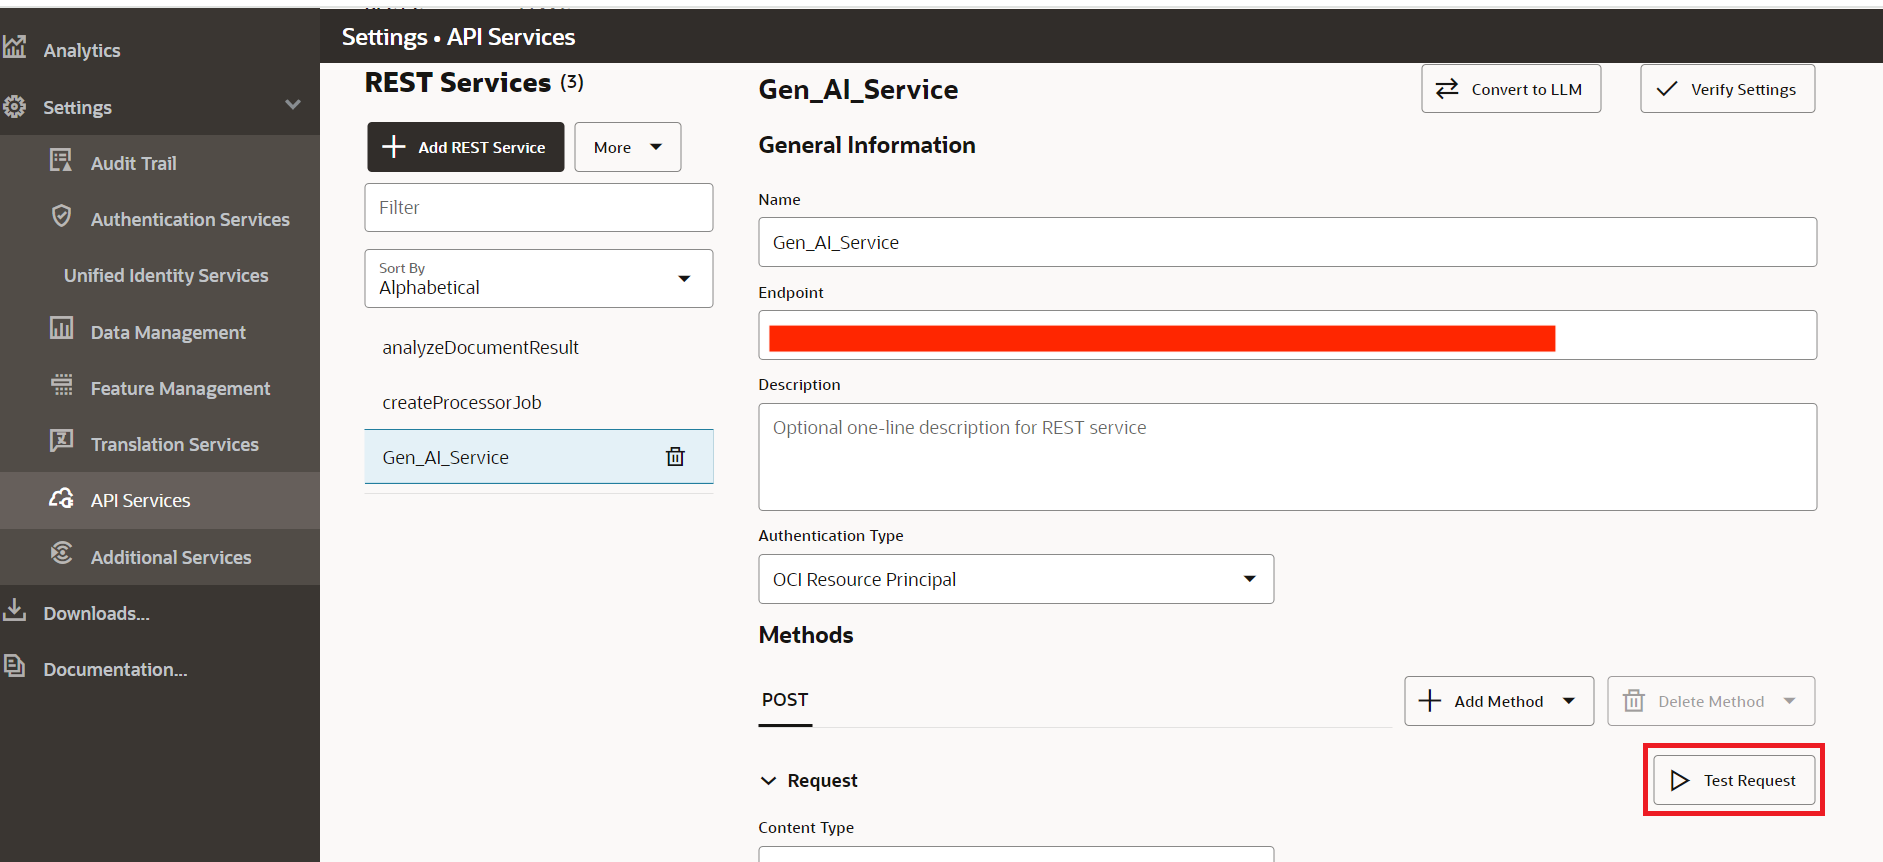 Analytics
Settings
Audit Trail
Authentication Services
Unified Identity Services
Data Management
Feature Management
Translation Services
API Services
Additional Services
Downloads...
Documentation...
Settings • API Services
REST Services (3)
Add REST Service
More
Filter
Sort By
Alphabetical
analyzeDocumentResult
createProcessorJob
Gen_AI_Service
Gen_AI_Service
Convert to LLM
Verify Settings
General Information
Name
Gen_AI_Service
Endpoint
Description
Optional one-line description for REST service
Authentication Type
OCI Resource Principal
Methods
POST
Add Method
Delete Method
Request
Test Request
Content Type